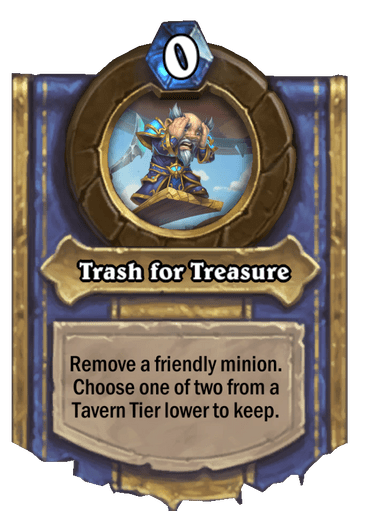 0
Trash for Treasure
Remove a friendly minion.
Choose one of two from a
Tavern Tier lower to keep.